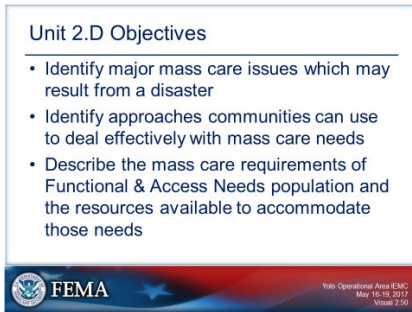 Unit 2.D Objectives
• Identify major mass care issues which may
result from a disaster
• Identify approaches communities can use
to deal effectively with mass care needs
• Describe the mass care requirements of
Functional & Access Needs population and
the resources available to accommodate
those needs
FEMA
Yolo Operational Area IEMC
May 16-19, 2017
Visual 2.50